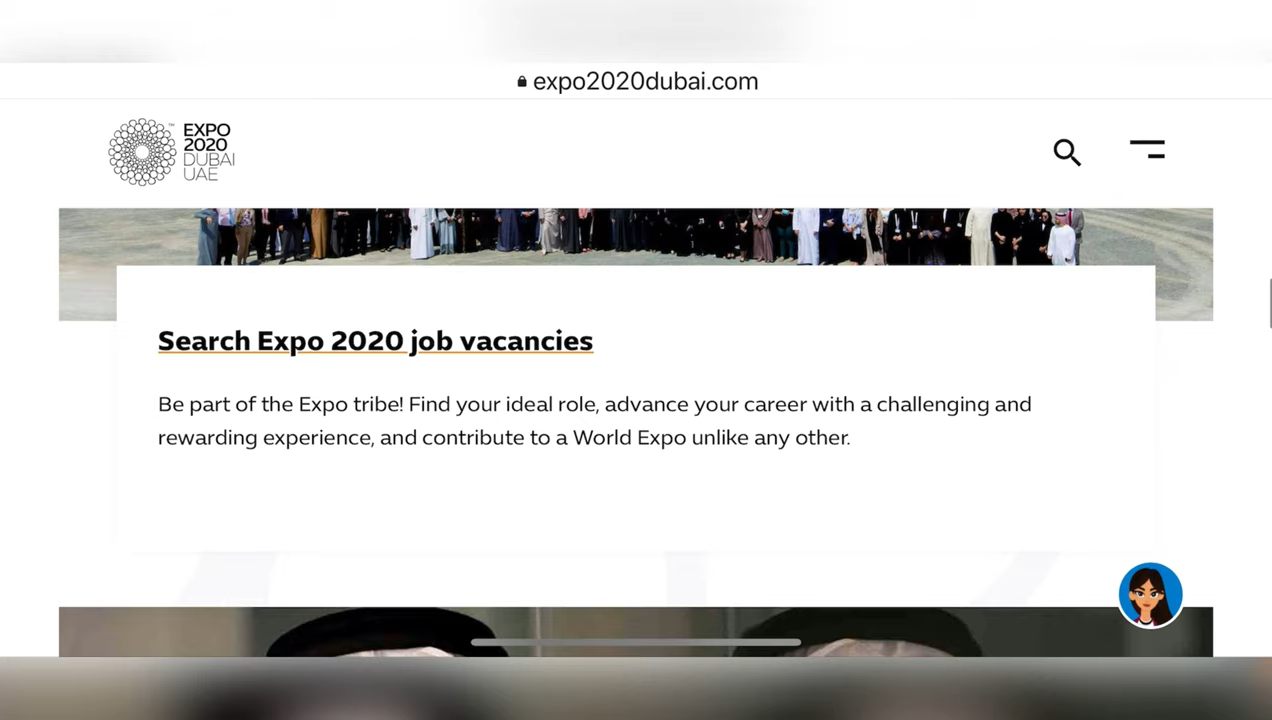 expo2020dubai.com
EXPO
2020
DUBAI
UAE
™
Search Expo 2020 job vacancies
Be part of the Expo tribe! Find your ideal role, advance your career with a challenging and
rewarding experience, and contribute to a World Expo unlike any other.